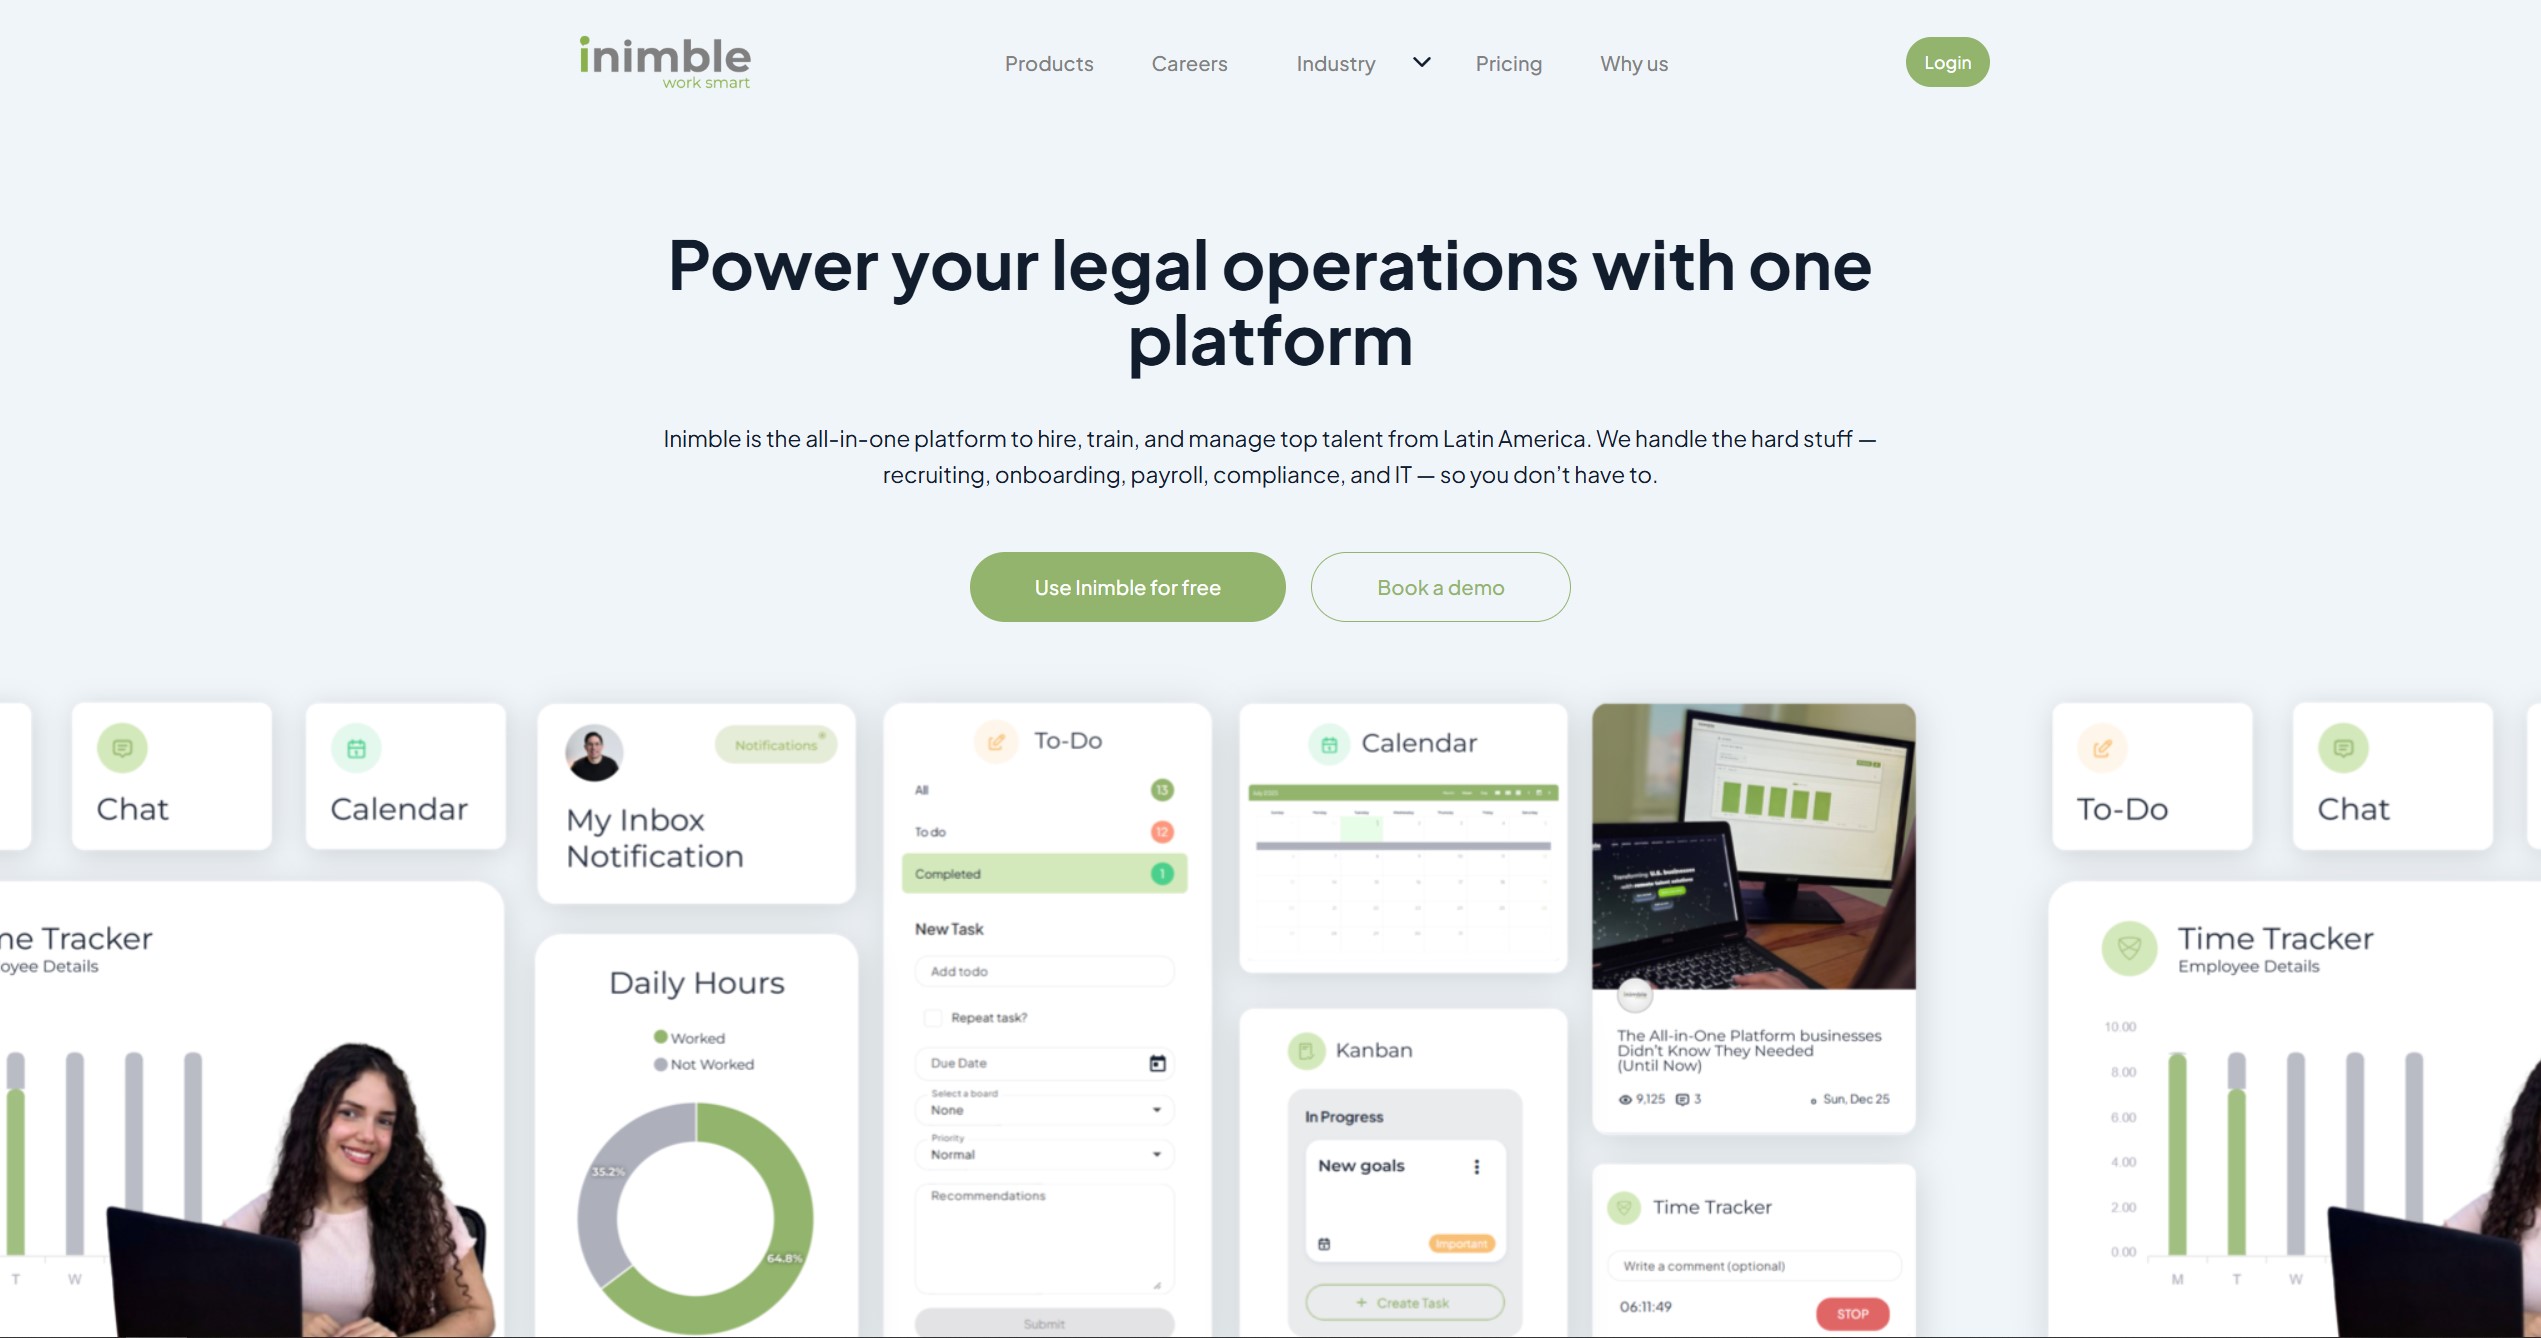 inimble
work smart
Products
Careers
Industry
Pricing
Why us
Login
Power your legal operations with one
platform
Inimble is the all-in-one platform to hire, train, and manage top talent from Latin America. We handle the hard stuff —
recruiting, onboarding, payroll, compliance, and IT — so you don’t have to.
Use Inimble for free
Book a demo
Chat
Calendar
me Tracker
oyee Details
T
W
Notifications
My Inbox
Notification
Daily Hours
Worked
Not Worked
35.2%
64.8%
To-Do
All
13
To do
12
Completed
1
New Task
Add todo
Repeat task?
Due Date
Select a board
None
Priority
Normal
Recommendations
Submit
Calendar
Kanban
In Progress
New goals
Important
+ Create Task
Transforming U.S. businesses
with remote talent solutions
The All-in-One Platform businesses
Didn’t Know They Needed
(Until Now)
9,125
3
Sun, Dec 25
Time Tracker
Write a comment (optional)
06:11:49
STOP
To-Do
Chat
Time Tracker
Employee Details
10.00
8.00
6.00
4.00
2.00
0.00
M
T
W